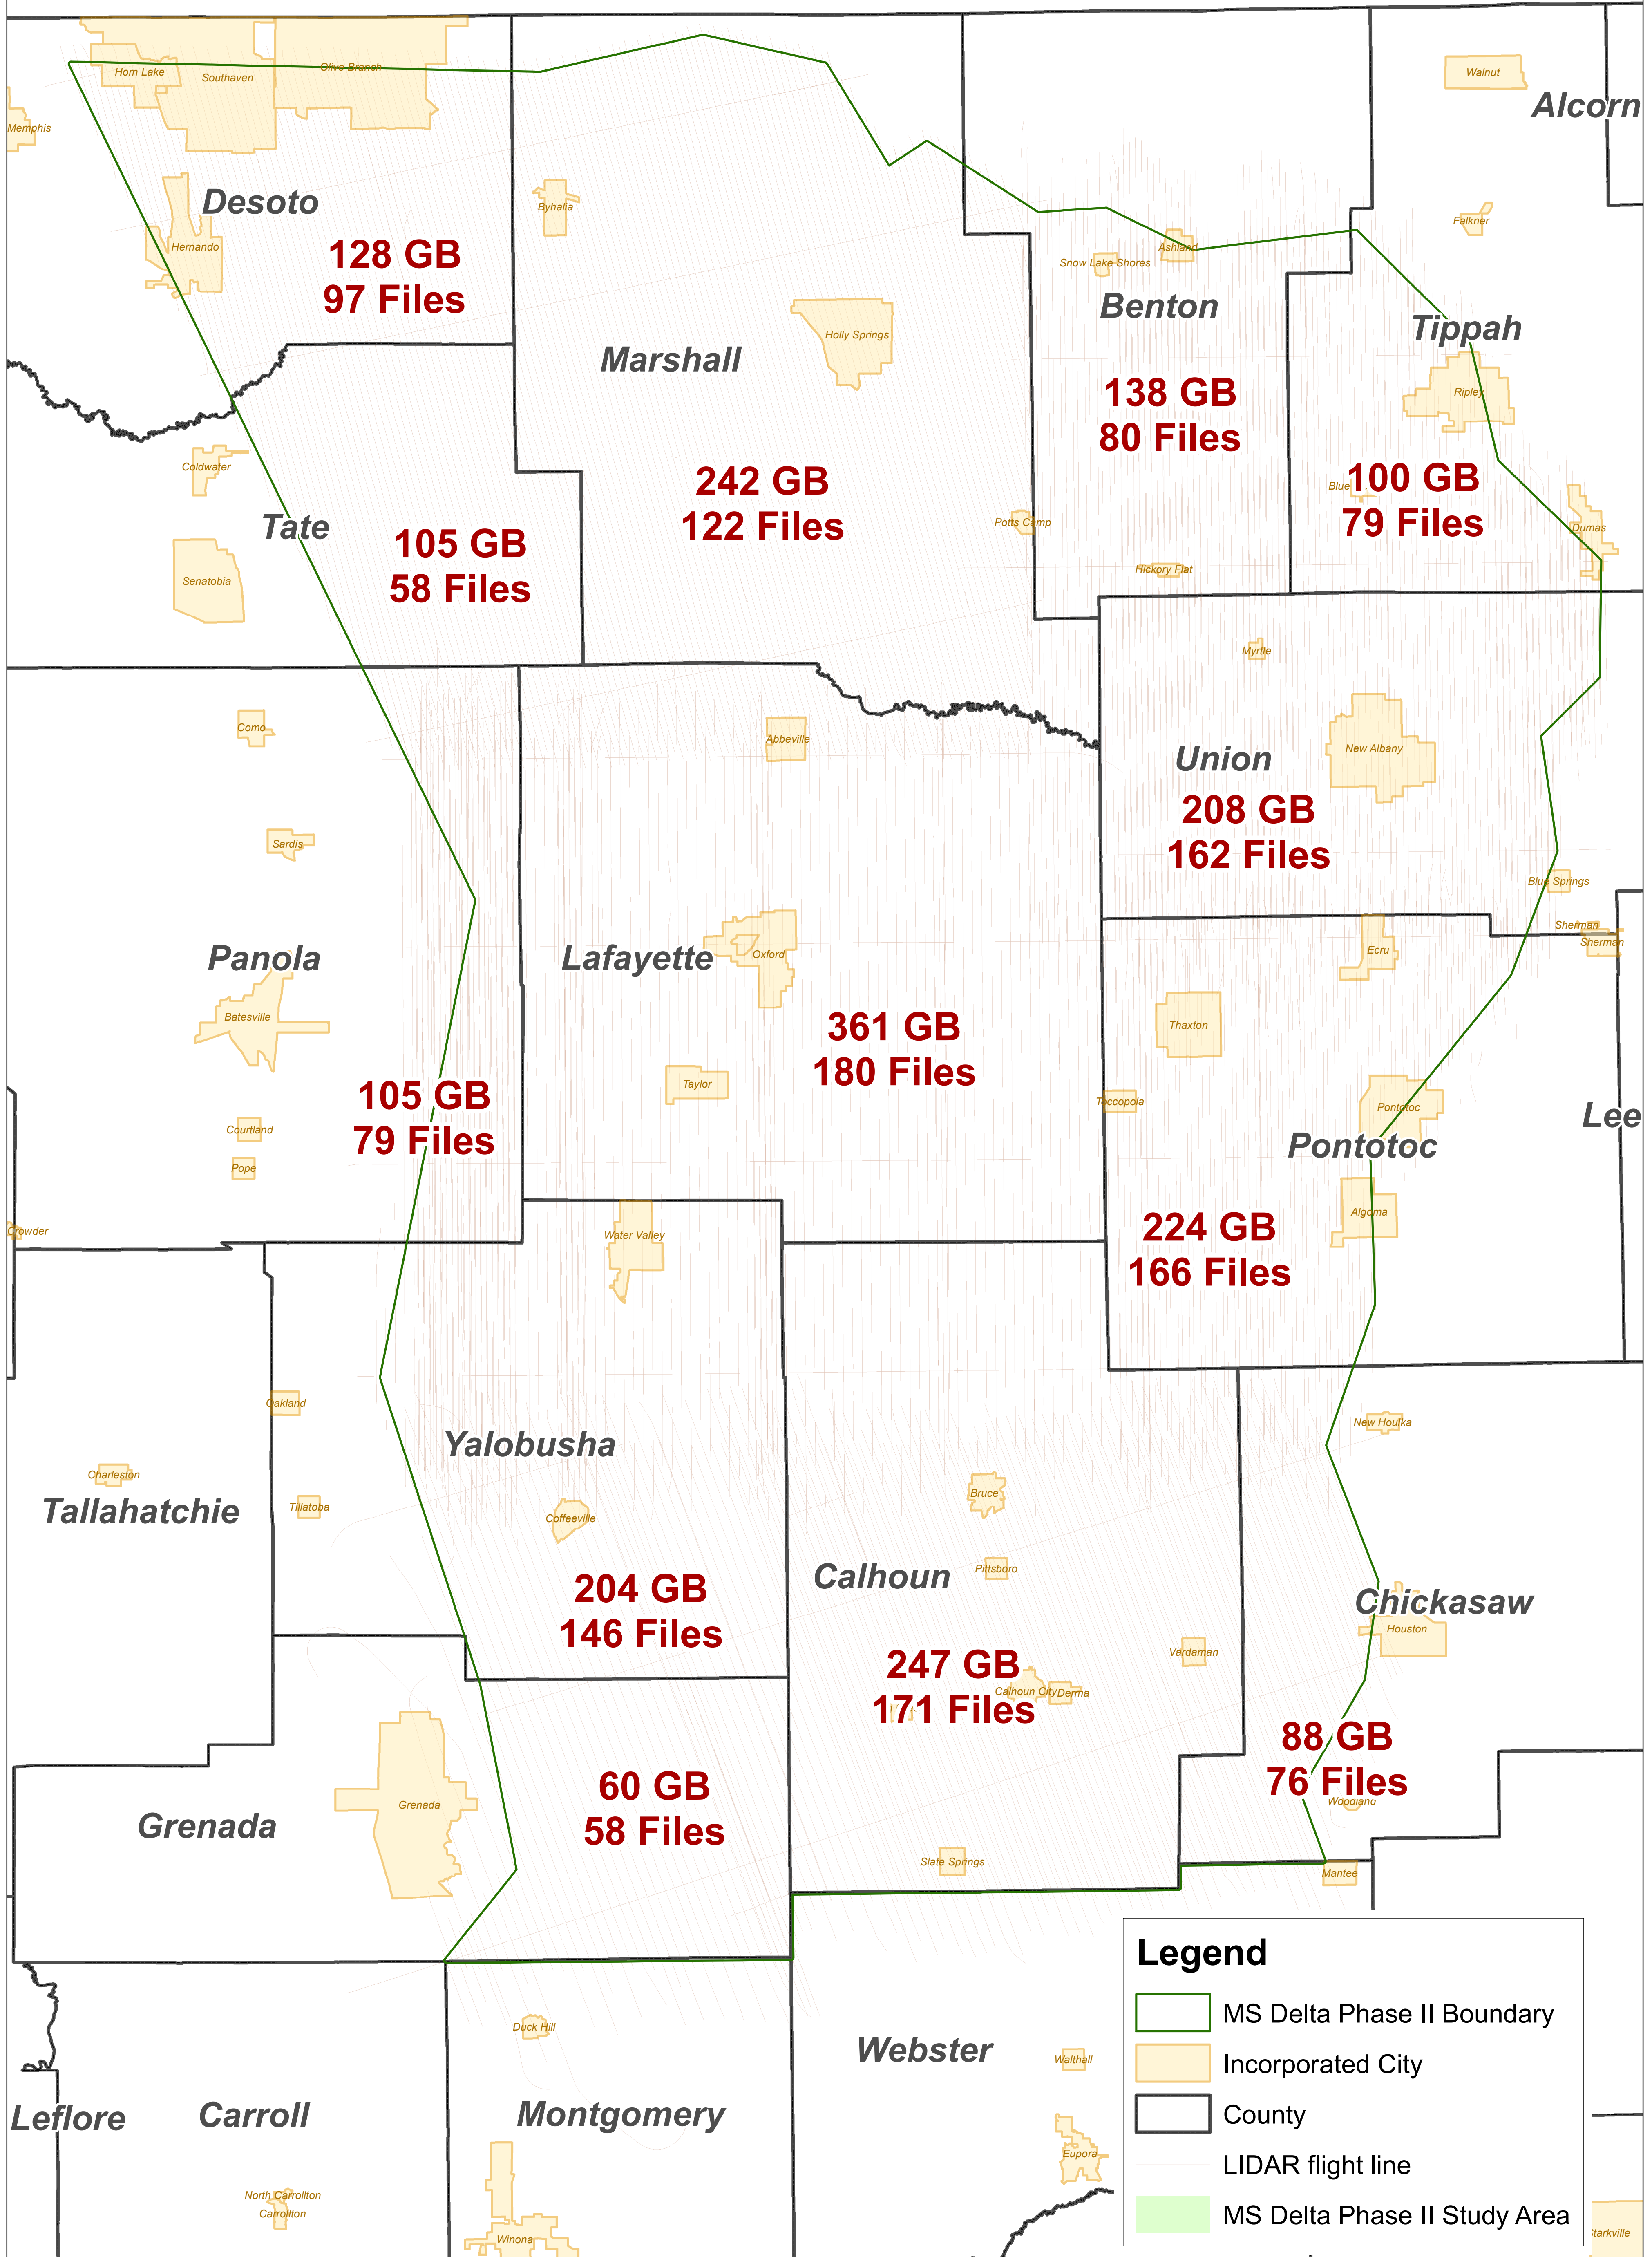 Horn Lake
Southaven
Olive Branch
Walnut
Alcorn
Memphis
Desoto
Byhalia
Falkner
Hernando
128 GB
97 Files
Snow Lake Shores
Ashland
Benton
Tippah
Holly Springs
Marshall
138 GB
80 Files
Ripley
Coldwater
Tate
242 GB
122 Files
100 GB
79 Files
Blue
Potts Camp
Dumas
105 GB
58 Files
Senatobia
Hickory Flat
Myrtle
Como
Abbeville
New Albany
Union
208 GB
162 Files
Sardis
Blue Springs
Sherman
Sherman
Panola
Lafayette
Oxford
Ecru
Batesville
Thaxton
361 GB
180 Files
105 GB
79 Files
Taylor
Toccopola
Pontotoc
Lee
Courtland
Pontotoc
Pope
Crowder
Water Valley
Algoma
224 GB
166 Files
Oakland
New Houlka
Yalobusha
Charleston
Tallahatchie
Tillatoba
Coffeeville
Bruce
Pittsboro
Calhoun
204 GB
146 Files
Chickasaw
Houston
Vardaman
247 GB
171 Files
Calhoun City
Derma
88 GB
76 Files
Woodland
60 GB
58 Files
Grenada
Grenada
Slate Springs
Mantee
Duck Hill
Webster
Walthall
Leflore
Carroll
Montgomery
Eupora
North Carrollton
Carrollton
Winona
Legend
MS Delta Phase II Boundary
Incorporated City
County
LIDAR flight line
MS Delta Phase II Study Area
tarkville